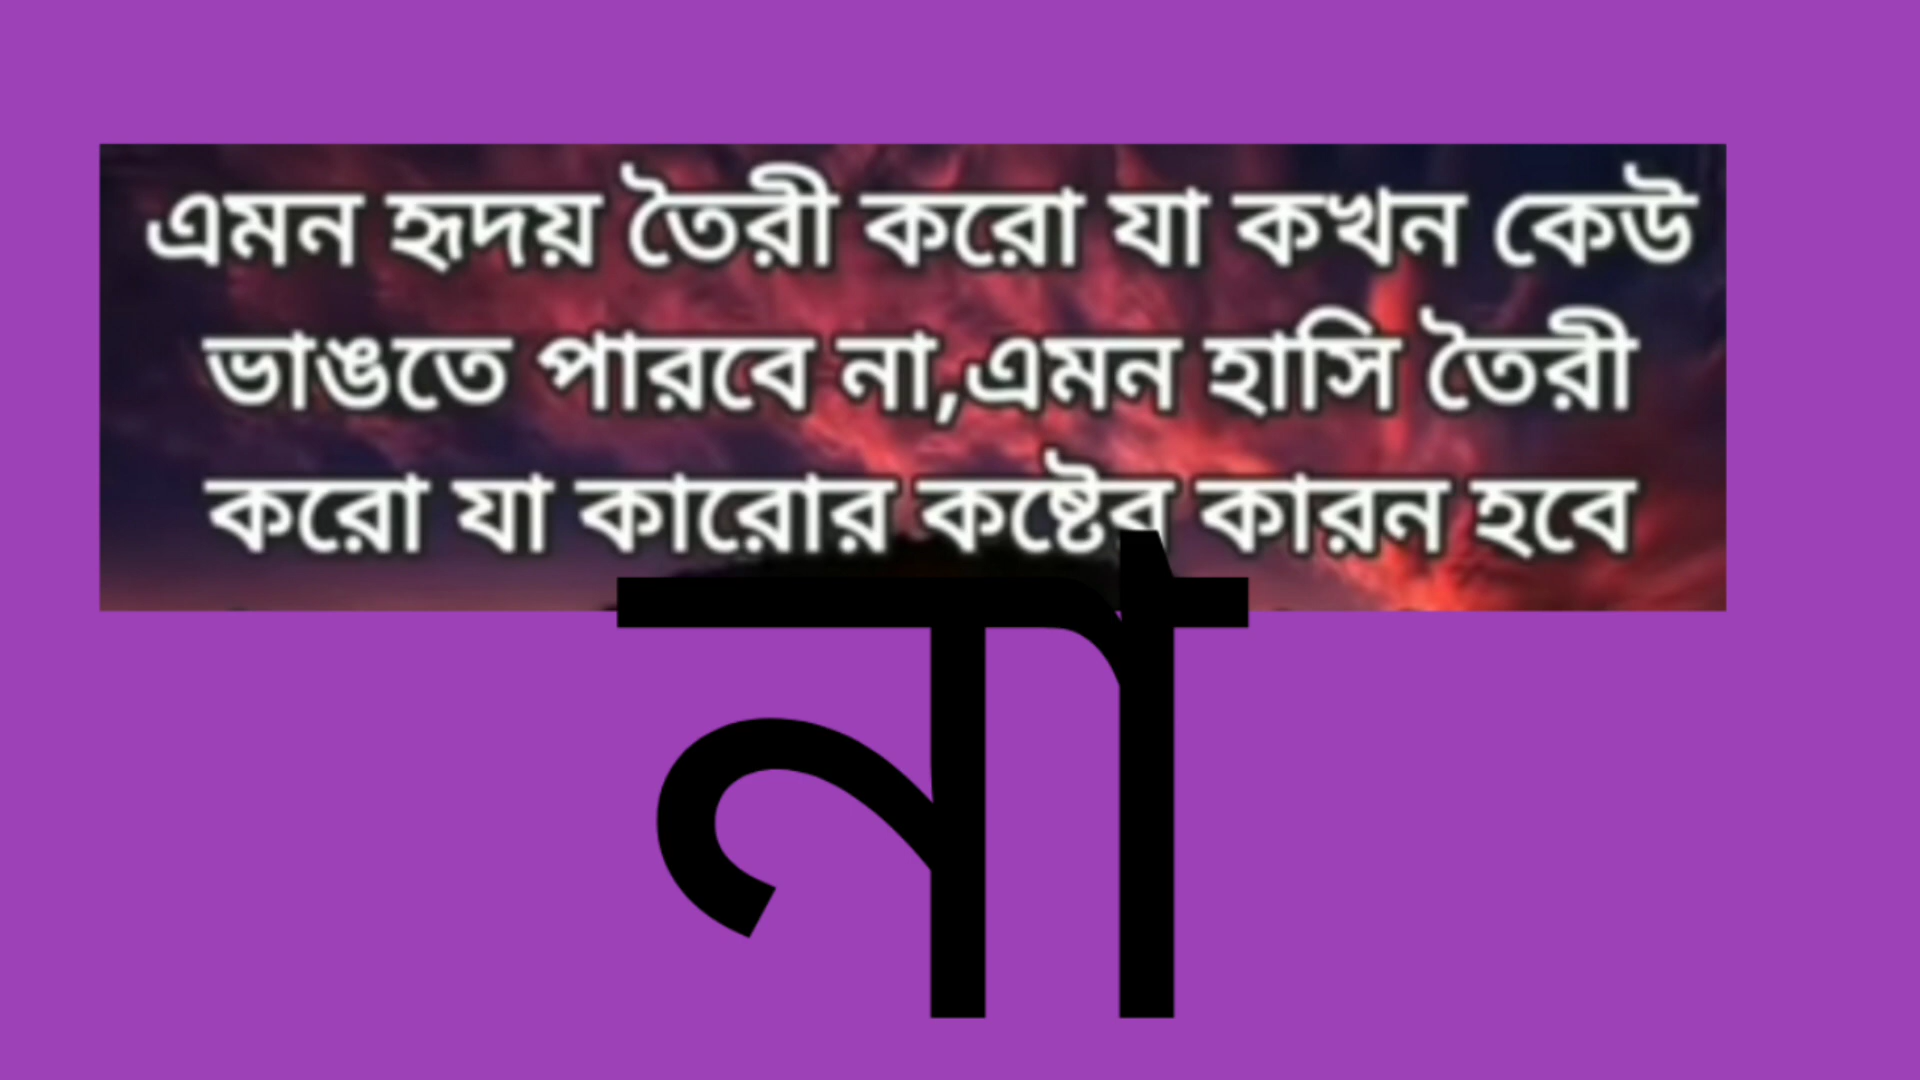 এমন হৃদয় তৈরী করো যা কখন কেউ
ভাঙতে পারবে না,এমন হাসি তৈরী
করো যা কারোর কষ্টের কারন হবে
না